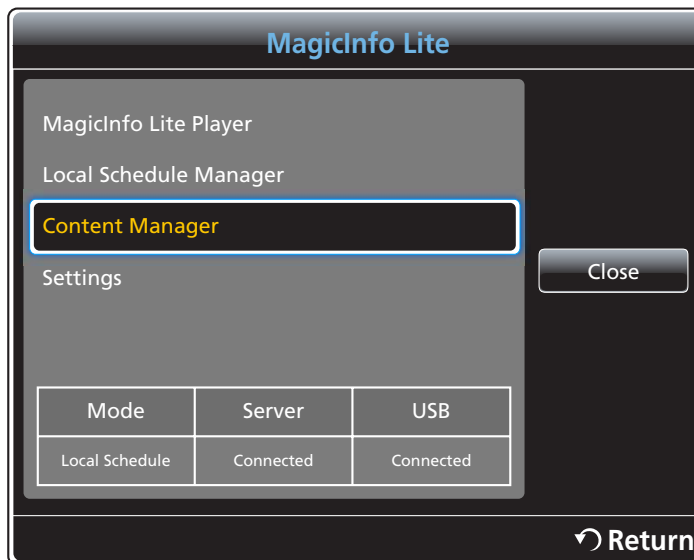 MagicInfo Lite
MagicInfo Lite Player
Local Schedule Manager
Content Manager
Settings
Close
Mode Server USB
Local Schedule Connected Connected
Return